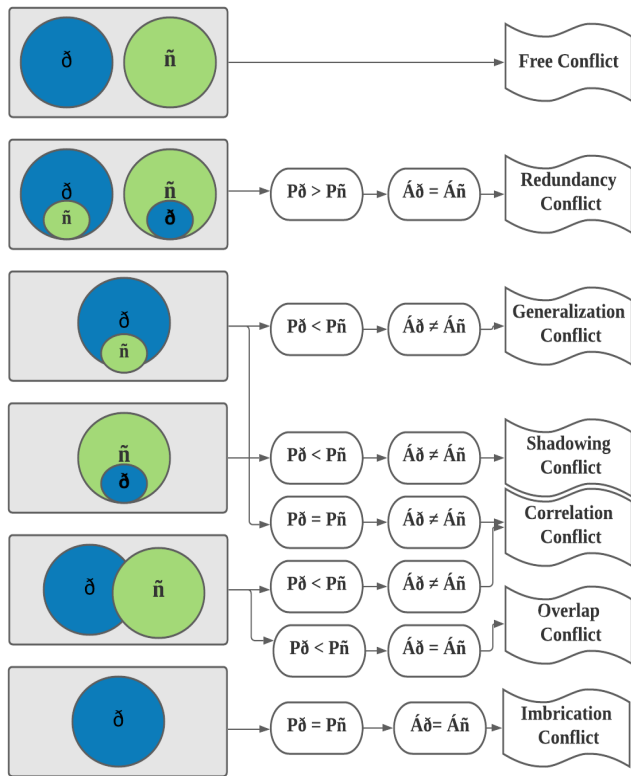 ð
ñ
Free Conflict
ð
ñ
ñ
ð
Pð > Pñ
Áð = Áñ
Redundancy
Conflict
ð
ñ
Pð < Pñ
Áð ≠ Áñ
Generalization
Conflict
ñ
ð
Pð < Pñ
Áð ≠ Áñ
Shadowing
Conflict
Pð = Pñ
Áð ≠ Áñ
Correlation
Conflict
ð
ñ
Pð < Pñ
Áð ≠ Áñ
Pð < Pñ
Áð = Áñ
Overlap
Conflict
ð
Pð = Pñ
Áð= Áñ
Imbrication
Conflict